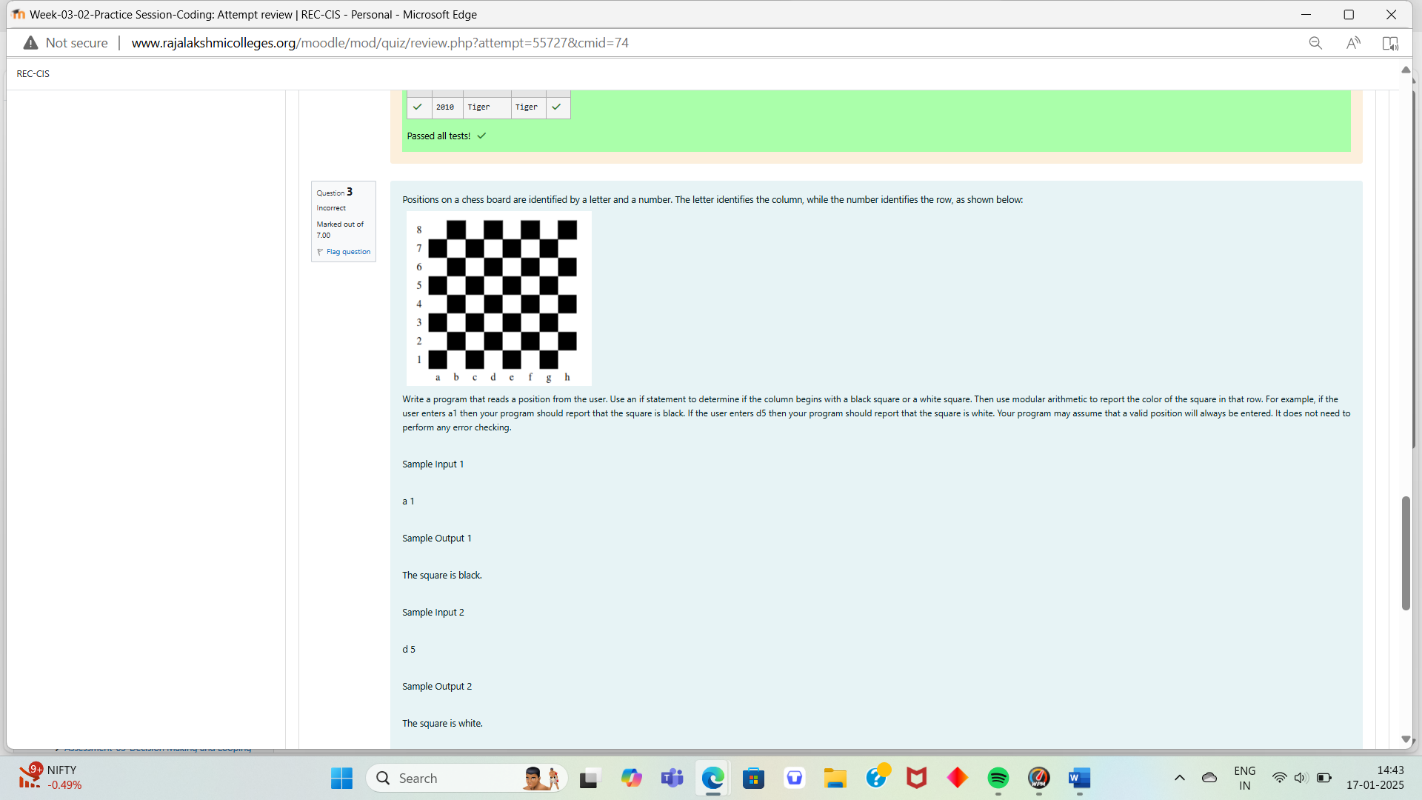 Week-03-02-Practice Session-Coding: Attempt review | REC-CIS - Personal - Microsoft Edge
Not secure | www.rajalakshmicolleges.org/moodle/mod/quiz/review.php?attempt=55727&cmid=74
REC-CIS
2010 Tiger Tiger
Passed all tests!
Question 3
Incorrect
Marked out of
7.00
Flag question
Positions on a chess board are identified by a letter and a number. The letter identifies the column, while the number identifies the row, as shown below:
8
7
6
5
4
3
2
1
a b c d e f g h
Write a program that reads a position from the user. Use an if statement to determine if the column begins with a black square or a white square. Then use modular arithmetic to report the color of the square in that row. For example, if the
user enters a1 then your program should report that the square is black. If the user enters d5 then your program should report that the square is white. Your program may assume that a valid position will always be entered. It does not need to
perform any error checking.
Sample Input 1
a 1
Sample Output 1
The square is black.
Sample Input 2
d 5
Sample Output 2
The square is white.
9+ NIFTY
-0.49%
Search
ENG
IN
14:43
17-01-2025